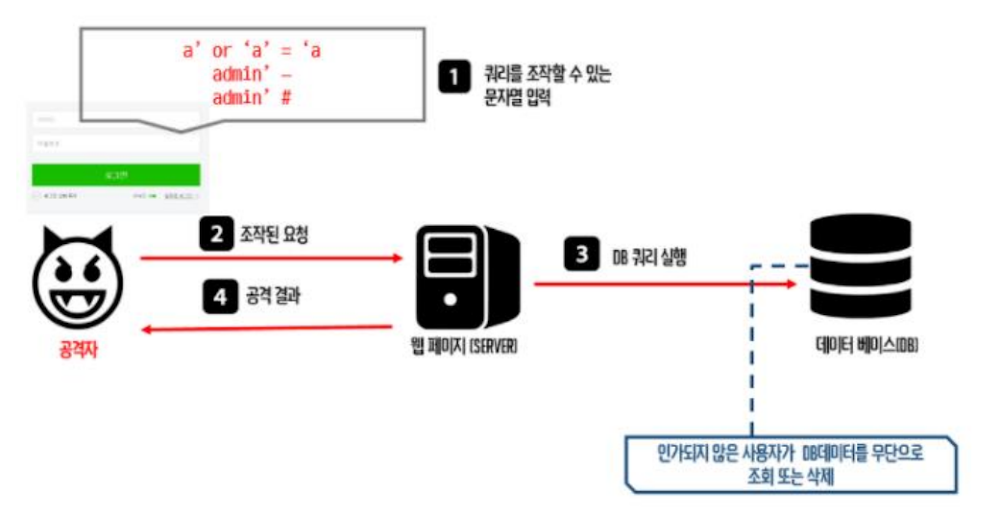 a' or 'a' = 'a
admin' –
admin' #
1 쿼리를 조작할 수 있는
문자열 입력
로그인
2 조작된 요청
3 DB 쿼리 실행
4 공격 결과
공격자
웹 페이지 (SERVER)
데이터 베이스(DB)
인가되지 않은 사용자가 DB데이터를 무단으로
조회 또는 삭제